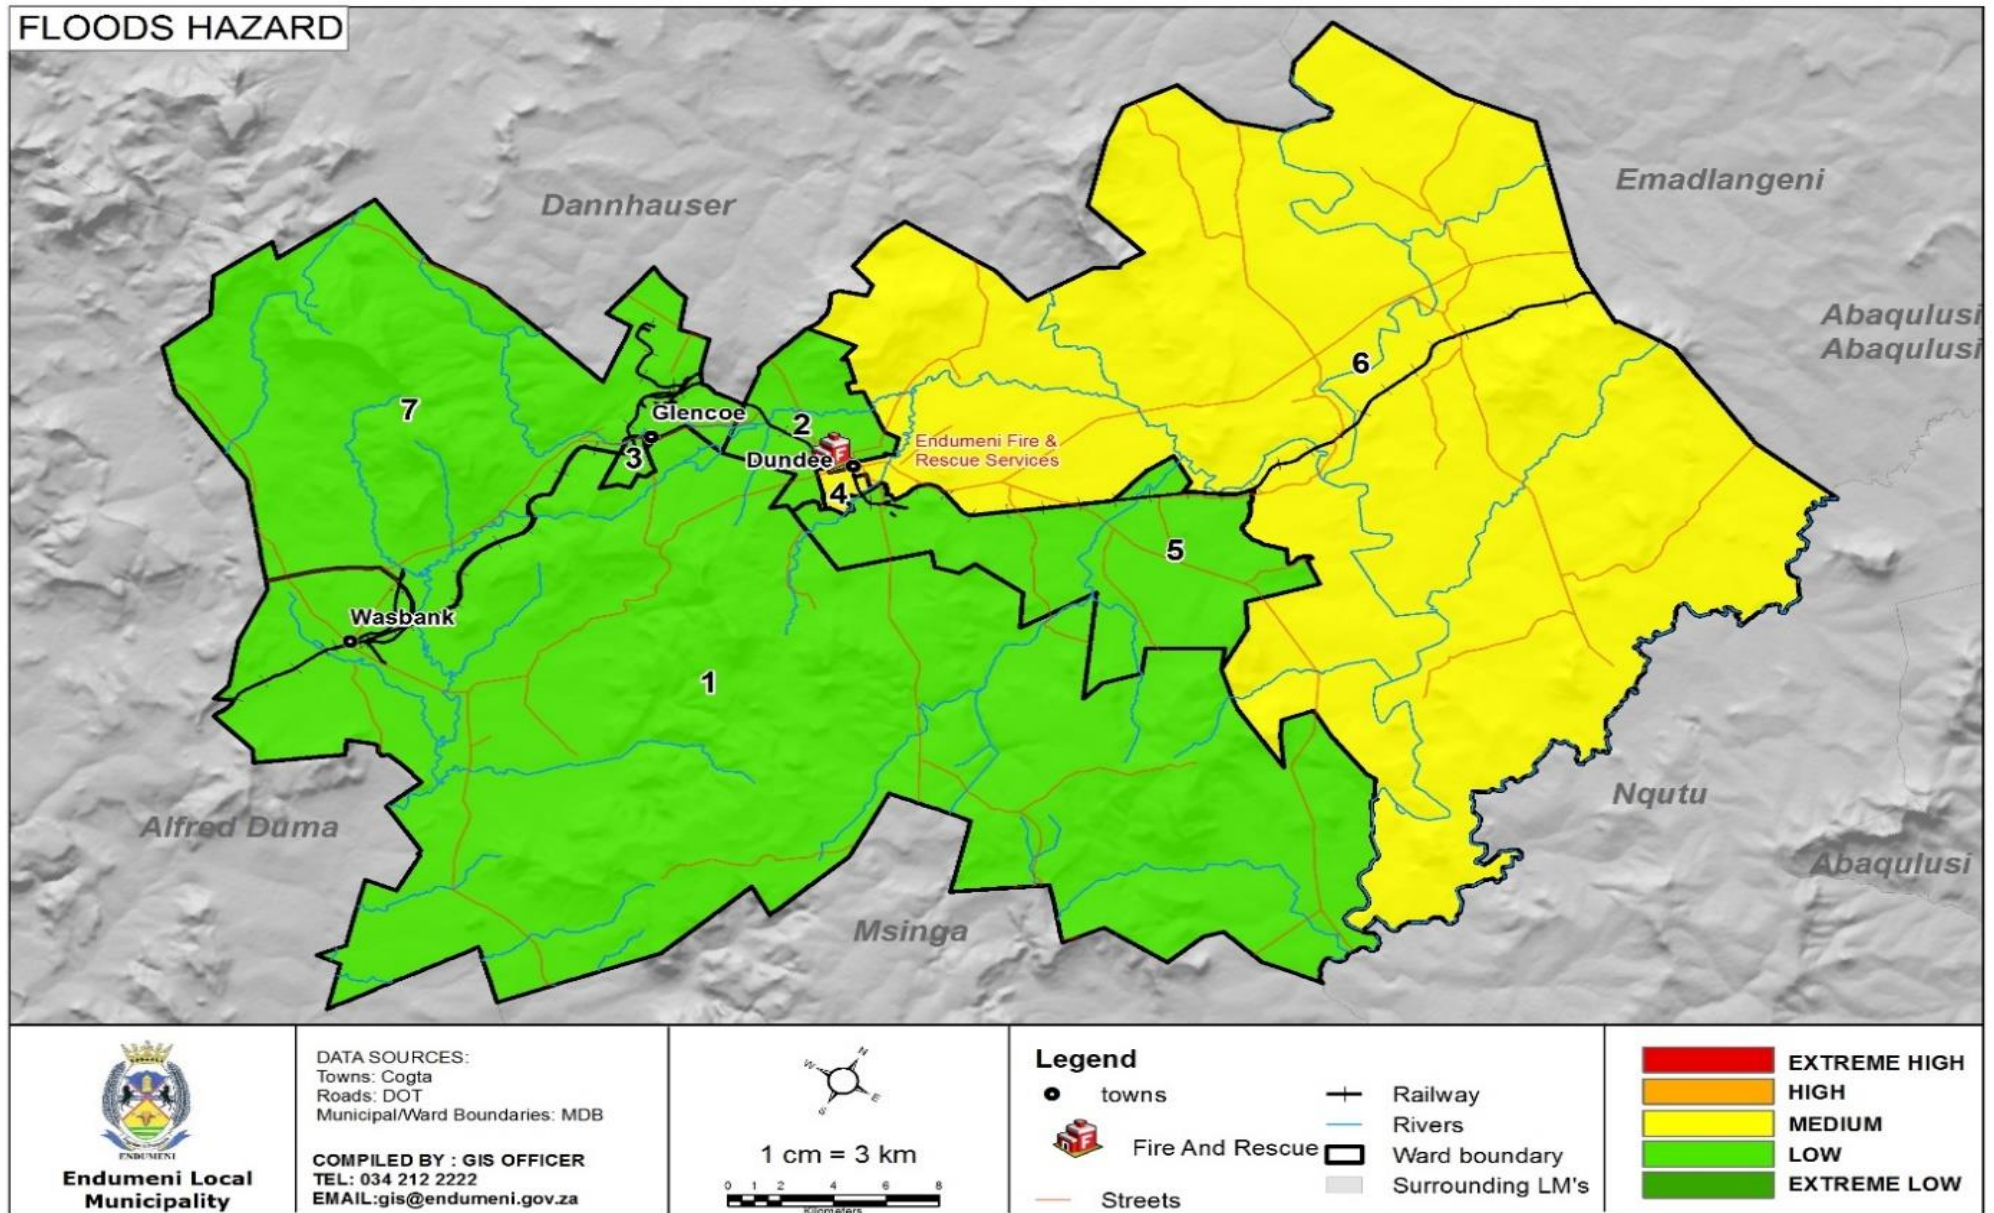 FLOODS HAZARD
Dannhauser
Emadlangeni
Abaqulusi
Abaqulusi
6
7
Glencoe
2
3
Dundee
Endumeni Fire &
Rescue Services
4
5
Wasbank
1
Alfred Duma
Nqutu
Abaqulusi
Msinga
ENDUMENI
Endumeni Local
Municipality
DATA SOURCES:
Towns: Cogta
Roads: DOT
Municipal/Ward Boundaries: MDB
COMPILED BY : GIS OFFICER
TEL: 034 212 2222
EMAIL:gis@endumeni.gov.za
N
W
E
S
1 cm = 3 km
0 1 2 4 6 8
Kilometers
Legend
towns
Fire And Rescue
Streets
Railway
Rivers
Ward boundary
Surrounding LM's
EXTREME HIGH
HIGH
MEDIUM
LOW
EXTREME LOW